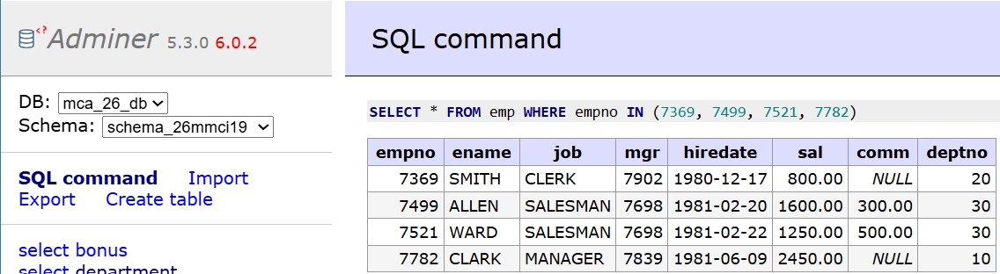 Adminer 5.3.0 6.0.2
DB: mca_26_db
Schema: schema_26mmci19
SQL command Import
Export Create table
select bonus
select department
SQL command
SELECT * FROM emp WHERE empno IN (7369, 7499, 7521, 7782)
empno ename job mgr hiredate sal comm deptno
7369 SMITH CLERK 7902 1980-12-17 800.00 NULL 20
7499 ALLEN SALESMAN 7698 1981-02-20 1600.00 300.00 30
7521 WARD SALESMAN 7698 1981-02-22 1250.00 500.00 30
7782 CLARK MANAGER 7839 1981-06-09 2450.00 NULL 10